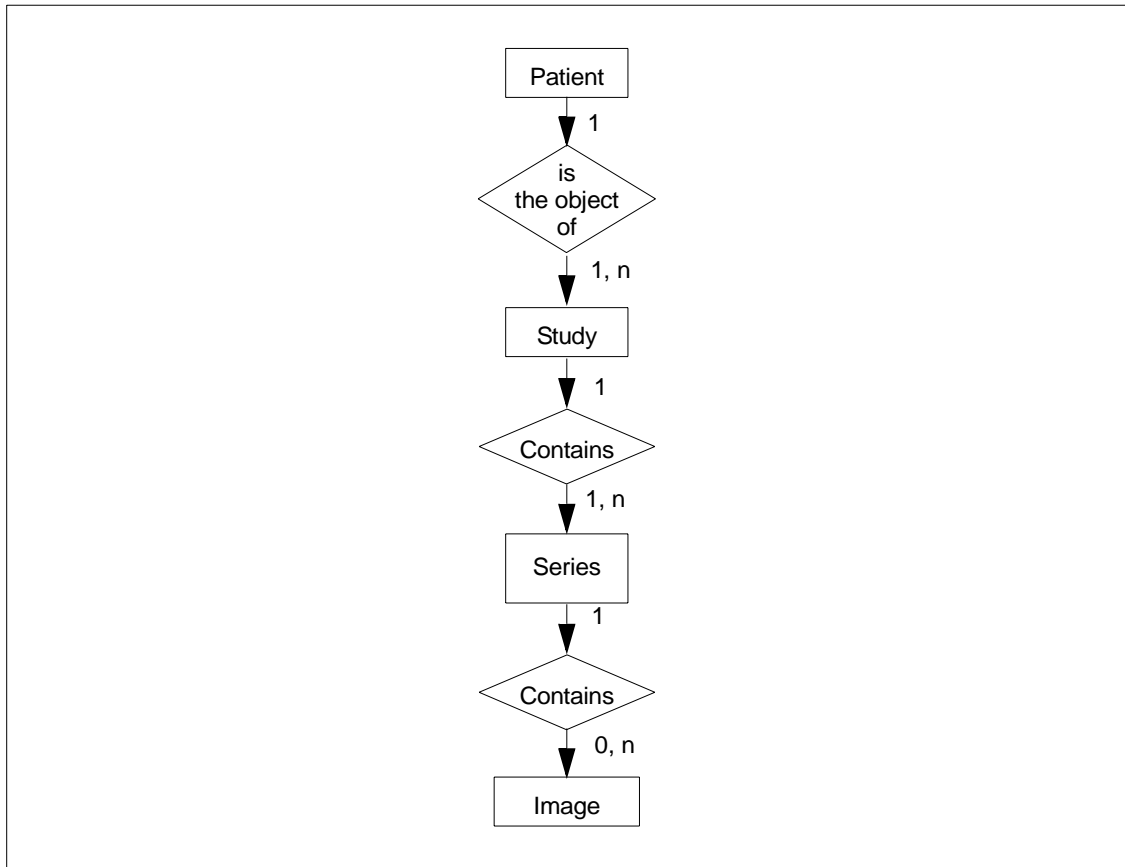 Patient
1
is
the object
of
1, n
Study
1
Contains
1, n
Series
1
Contains
0, n
Image